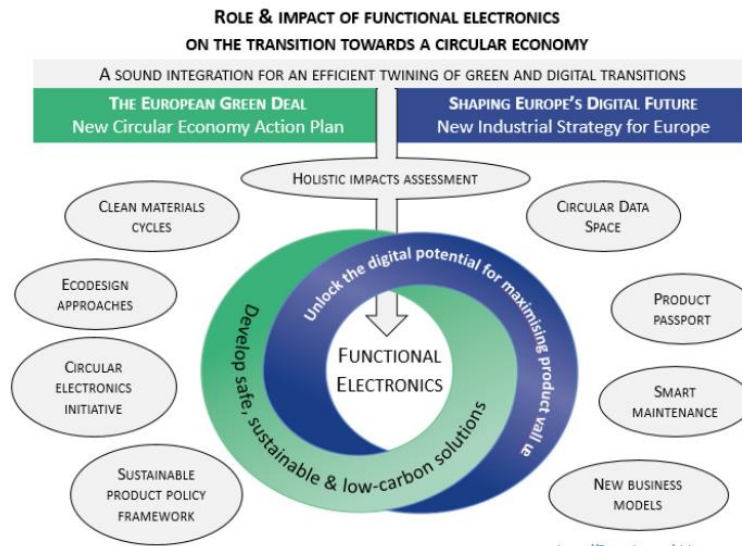 ROLE & IMPACT OF FUNCTIONAL ELECTRONICS
ON THE TRANSITION TOWARDS A CIRCULAR ECONOMY
A SOUND INTEGRATION FOR AN EFFICIENT TWINING OF GREEN AND DIGITAL TRANSITIONS
THE EUROPEAN GREEN DEAL
New Circular Economy Action Plan
SHAPING EUROPE'S DIGITAL FUTURE
New Industrial Strategy for Europe
HOLISTIC IMPACTS ASSESSMENT
CLEAN MATERIALS
CYCLES
ECODESIGN
APPROACHES
CIRCULAR
ELECTRONICS
INITIATIVE
SUSTAINABLE
PRODUCT POLICY
FRAMEWORK
Develop safe, sustainable & low-carbon solutions
Unlock the digital potential for maximising product vall ue
FUNCTIONAL
ELECTRONICS
CIRCULAR DATA
SPACE
PRODUCT
PASSPORT
SMART
MAINTENANCE
NEW BUSINESS
MODELS